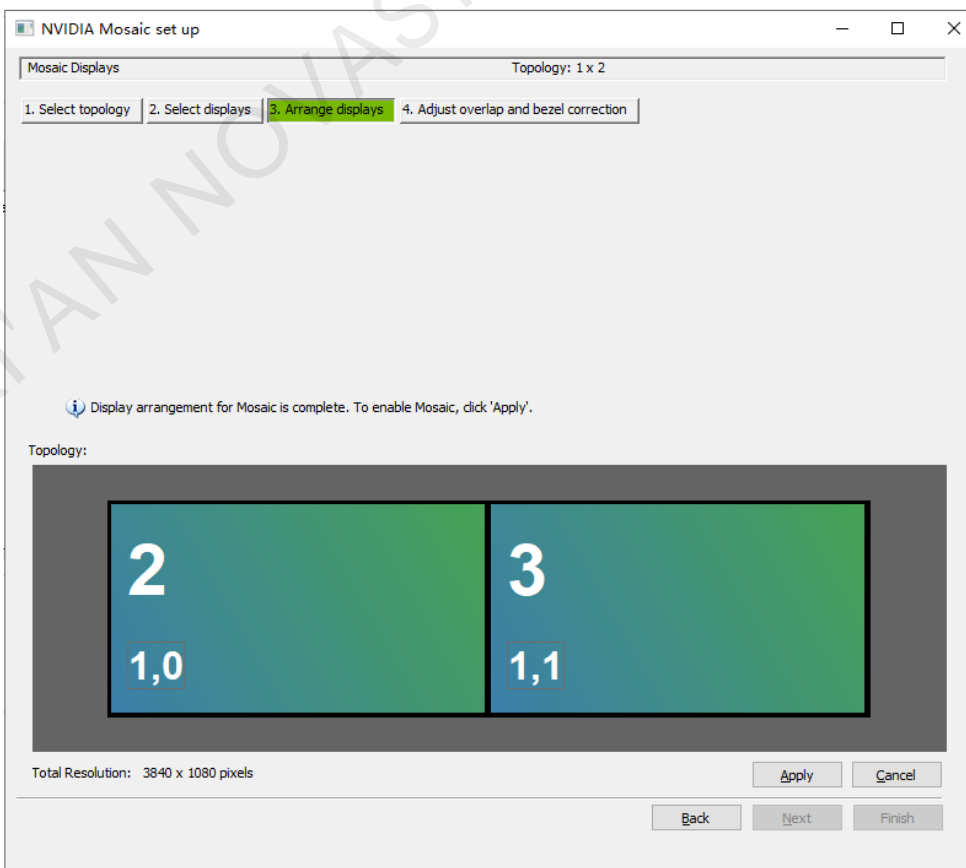 NVIDIA Mosaic set up
Mosaic Displays Topology: 1 x 2
1. Select topology 2. Select displays 3. Arrange displays 4. Adjust overlap and bezel correction
Display arrangement for Mosaic is complete. To enable Mosaic, click 'Apply'.
Topology:
2 3
1,0 1,1
Total Resolution: 3840 x 1080 pixels Apply Cancel
Back Next Finish